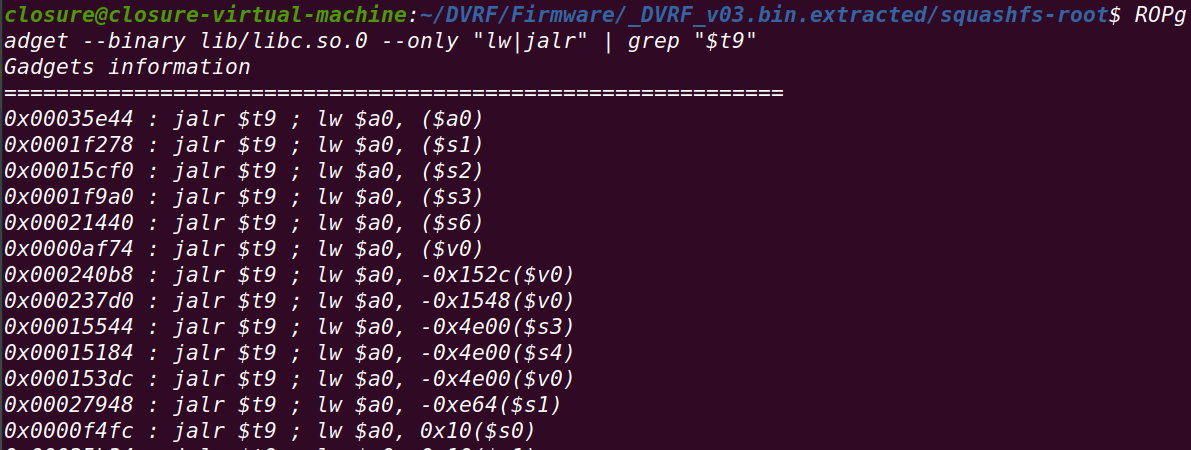 closure@closure-virtual-machine:~/DVRF/Firmware/_DVRF_v03.bin.extracted/squashfs-root$ ROPg
adget --binary lib/libc.so.0 --only "lw|jalr" | grep "$t9"
Gadgets information
============================================================
0x00035e44 : jalr $t9 ; lw $a0, ($a0)
0x0001f278 : jalr $t9 ; lw $a0, ($s1)
0x00015cf0 : jalr $t9 ; lw $a0, ($s2)
0x0001f9a0 : jalr $t9 ; lw $a0, ($s3)
0x00021440 : jalr $t9 ; lw $a0, ($s6)
0x0000af74 : jalr $t9 ; lw $a0, ($v0)
0x000240b8 : jalr $t9 ; lw $a0, -0x152c($v0)
0x000237d0 : jalr $t9 ; lw $a0, -0x1548($v0)
0x00015544 : jalr $t9 ; lw $a0, -0x4e00($s3)
0x00015184 : jalr $t9 ; lw $a0, -0x4e00($s4)
0x000153dc : jalr $t9 ; lw $a0, -0x4e00($v0)
0x00027948 : jalr $t9 ; lw $a0, -0xe64($s1)
0x0000f4fc : jalr $t9 ; lw $a0, 0x10($s0)